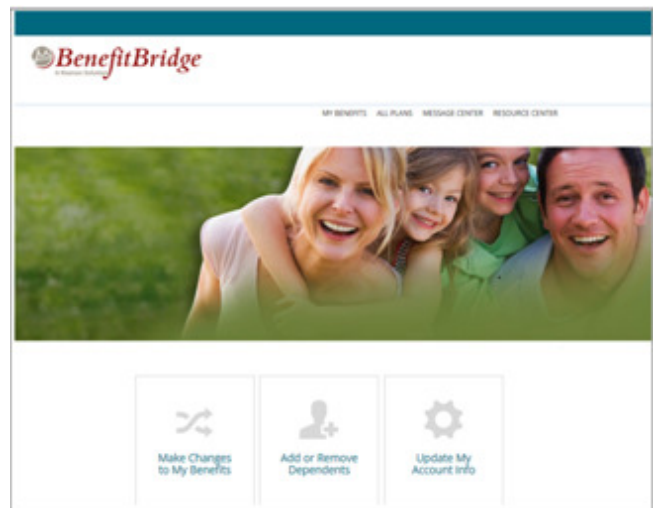 BenefitBridge
MY BENEFITS ALL PLANS MESSAGE CENTER RESOURCE CENTER
Make Changes
to My Benefits
Add or Remove
Dependents
Update My
Account Info